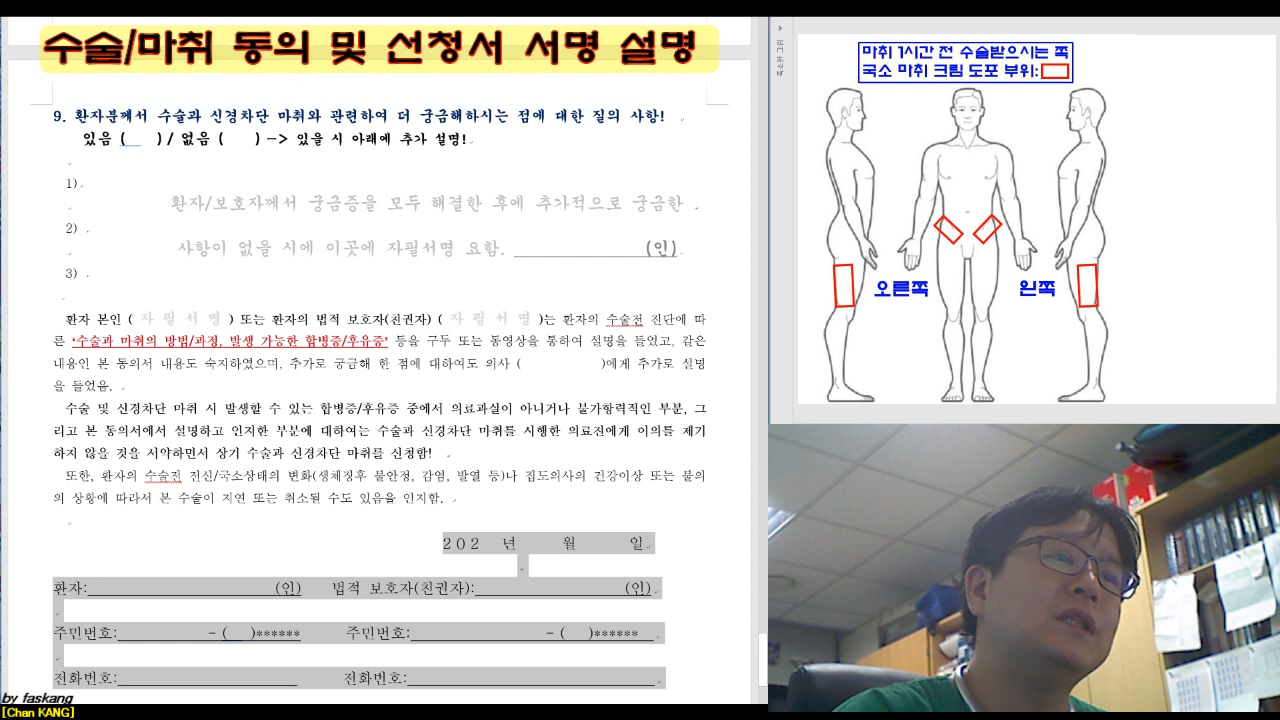 수술/마취 동의 및 신청서 서명 설명
9. 환자분께서 수술과 신경차단 마취와 관련하여 더 궁금해하시는 점에 대한 질의 사항!
있음 (    ) / 없음 (    ) -> 있을 시 아래에 추가 설명!
1)
환자/보호자께서 궁금증을 모두 해결한 후에 추가적으로 궁금한
2)
사항이 없을 시에 이곳에 자필서명 요함. ____________(인)
3)
환자 본인 ( 자 필 서 명 ) 또는 환자의 법적 보호자(친권자) ( 자 필 서 명 )는 환자의 수술전 진단에 따
른 ‘수술과 마취의 방법/과정, 발생 가능한 합병증/후유증’ 등을 구두 또는 동영상을 통하여 설명을 들었고, 같은
내용인 본 동의서 내용도 숙지하였으며, 추가로 궁금해 한 점에 대하여도 의사 (            )에게 추가로 설명
을 들었음.
수술 및 신경차단 마취 시 발생할 수 있는 합병증/후유증 중에서 의료과실이 아니거나 불가항력적인 부분, 그
리고 본 동의서에서 설명하고 인지한 부분에 대하여는 수술과 신경차단 마취를 시행한 의료진에게 이의를 제기
하지 않을 것을 서약하면서 상기 수술과 신경차단 마취를 신청함!
또한, 환자의 수술전 전신/국소상태의 변화(생체징후 불안정, 감염, 발열 등)나 집도의사의 건강이상 또는 불의
의 상황에 따라서 본 수술이 지연 또는 취소될 수도 있음을 인지함.
202   년      월      일
환자:____________(인)   법적 보호자(친권자):____________(인)
주민번호:____________ - (    )******   주민번호:____________ - (    )******
전화번호:____________   전화번호:____________
by faskang
[Chan KANG]
마취 1시간 전 수술받으시는 쪽
국소 마취 크림 도포 부위:
오른쪽
왼쪽